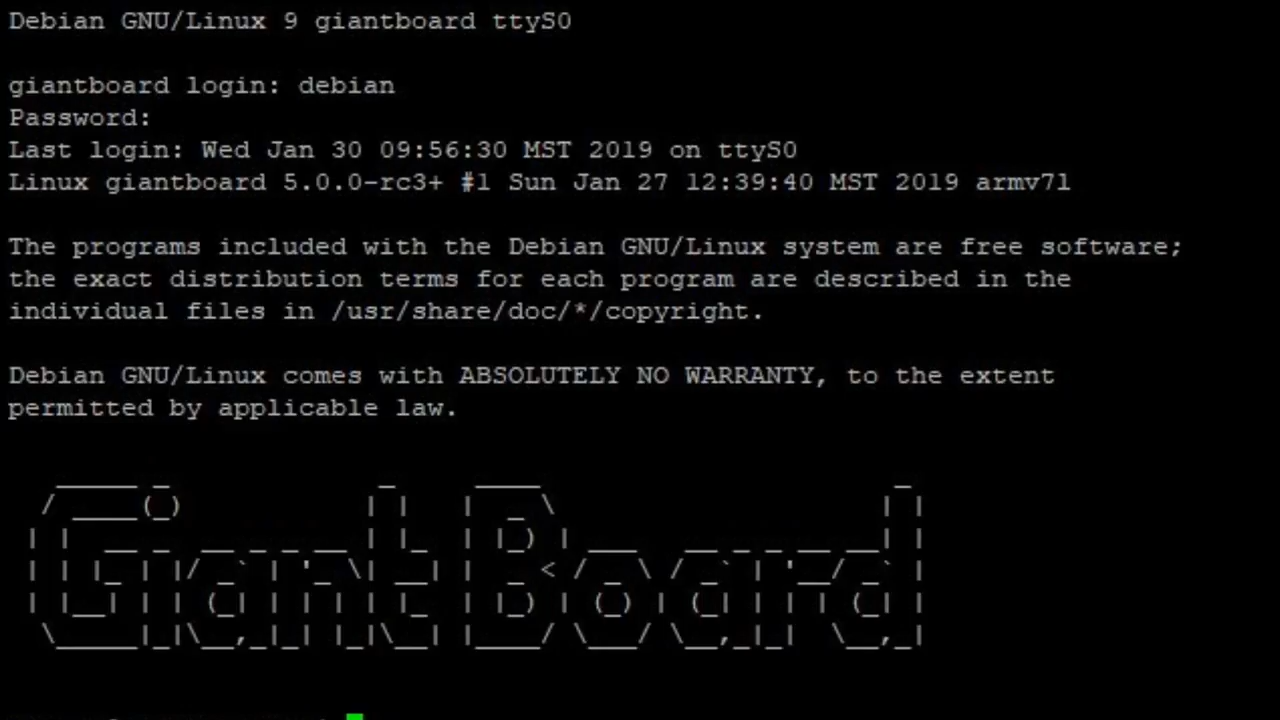 Debian GNU/Linux 9 giantboard ttyS0
giantboard login: debian
Password:
Last login: Wed Jan 30 09:56:30 MST 2019 on ttyS0
Linux giantboard 5.0.0-rc3+ #1 Sun Jan 27 12:39:40 MST 2019 armv7l
The programs included with the Debian GNU/Linux system are free software;
the exact distribution terms for each program are described in the
individual files in /usr/share/doc/*/copyright.
Debian GNU/Linux comes with ABSOLUTELY NO WARRANTY, to the extent
permitted by applicable law.
Giant Board